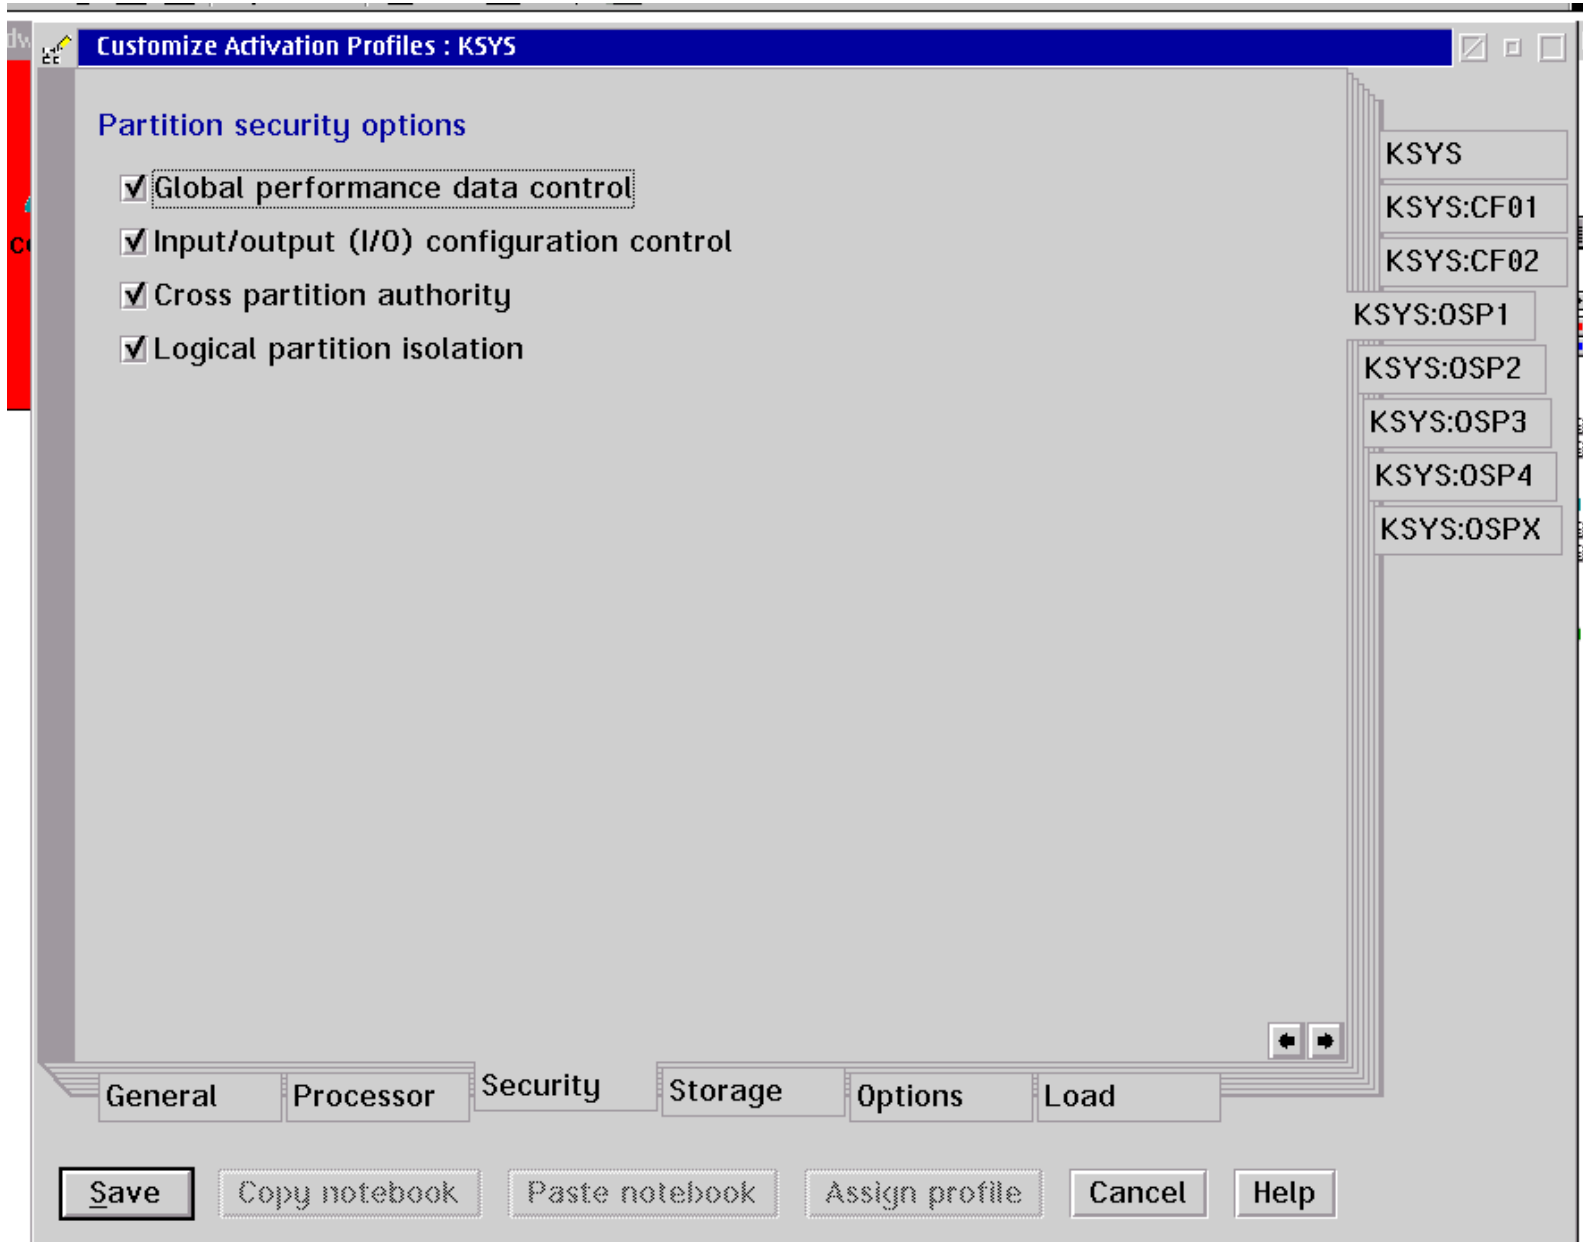 Customize Activation Profiles : KSYS
Partition security options
Global performance data control
Input/output (I/O) configuration control
Cross partition authority
Logical partition isolation
KSYS
KSYS:CF01
KSYS:CF02
KSYS:OSP1
KSYS:OSP2
KSYS:OSP3
KSYS:OSP4
KSYS:OSPX
General
Processor
Security
Storage
Options
Load
Save
Copy notebook
Paste notebook
Assign profile
Cancel
Help